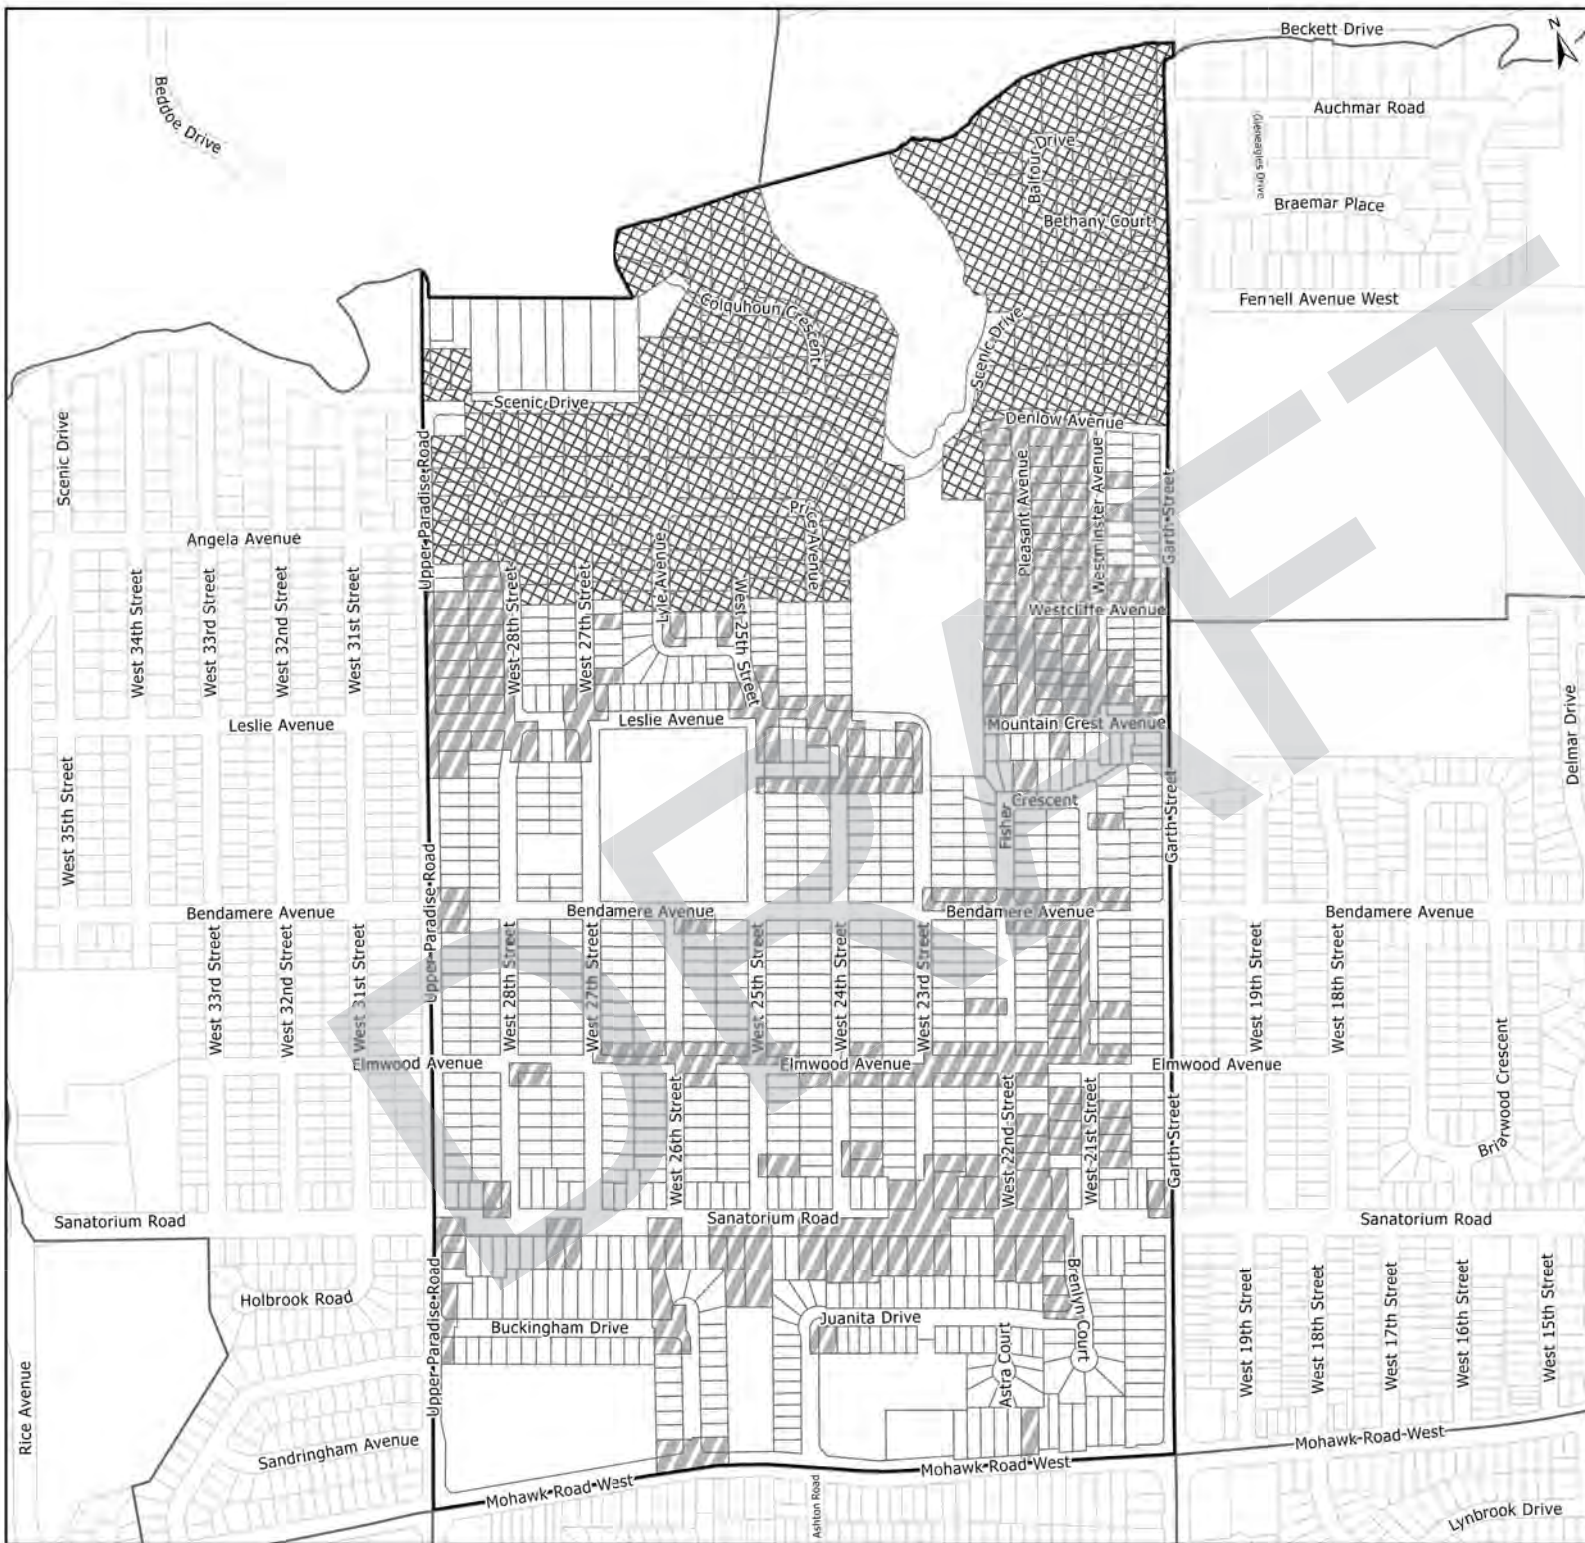 Beckett Drive
N
Beddoe Drive
Auchmar Road
Gleneagles Drive
Balfour Drive
Braemar Place
Bethany Court
Fennell Avenue West
Colquhoun Crescent
Scenic Drive
Scenic Drive
Scenic Drive
Denlow Avenue
Upper Paradise Road
Pleasant Avenue
Westminster Avenue
Garth Street
Price Avenue
Angela Avenue
Lyle Avenue
West 34th Street
West 33rd Street
West 32nd Street
West 31st Street
West 28th Street
West 27th Street
West 25th Street
Westcliffe Avenue
Leslie Avenue
Leslie Avenue
Mountain Crest Avenue
Delmar Drive
West 35th Street
Upper Paradise Road
Fisher Crescent
Garth Street
Bendamere Avenue
Bendamere Avenue
Bendamere Avenue
Bendamere Avenue
West 33rd Street
West 32nd Street
West 31st Street
Upper Paradise Road
West 28th Street
West 27th Street
West 25th Street
West 24th Street
West 23rd Street
West 19th Street
West 18th Street
Briarwood Crescent
Elmwood Avenue
Elmwood Avenue
Elmwood Avenue
West 26th Street
West 22nd Street
West 21st Street
Garth Street
Sanatorium Road
Sanatorium Road
Sanatorium Road
Upper Paradise Road
Holbrook Road
Buckingham Drive
Juanita Drive
Astra Court
Brenlyn Court
West 19th Street
West 18th Street
West 17th Street
West 16th Street
West 15th Street
Rice Avenue
Sandringham Avenue
Mohawk Road West
Mohawk Road West
Mohawk Road West
Ashton Road
Lynbrook Drive
DRAFT